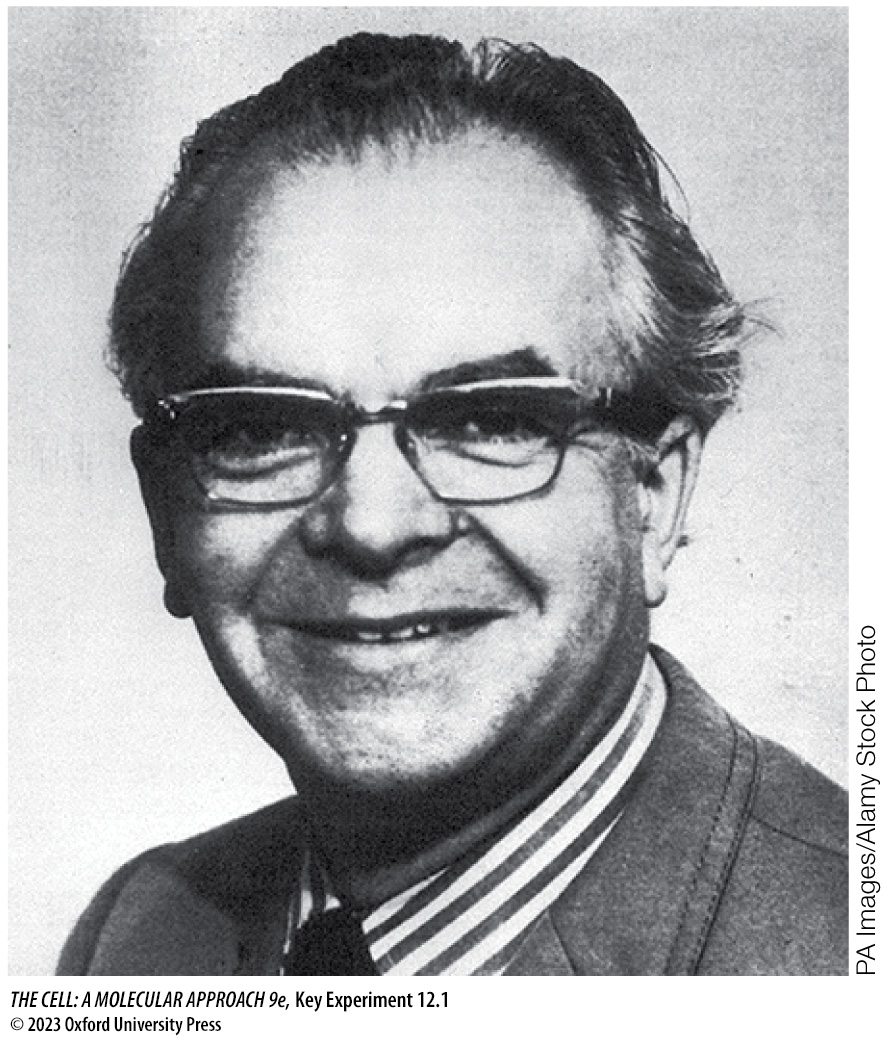 PA Images/Alamy Stock Photo
THE CELL: A MOLECULAR APPROACH 9e, Key Experiment 12.1
© 2023 Oxford University Press